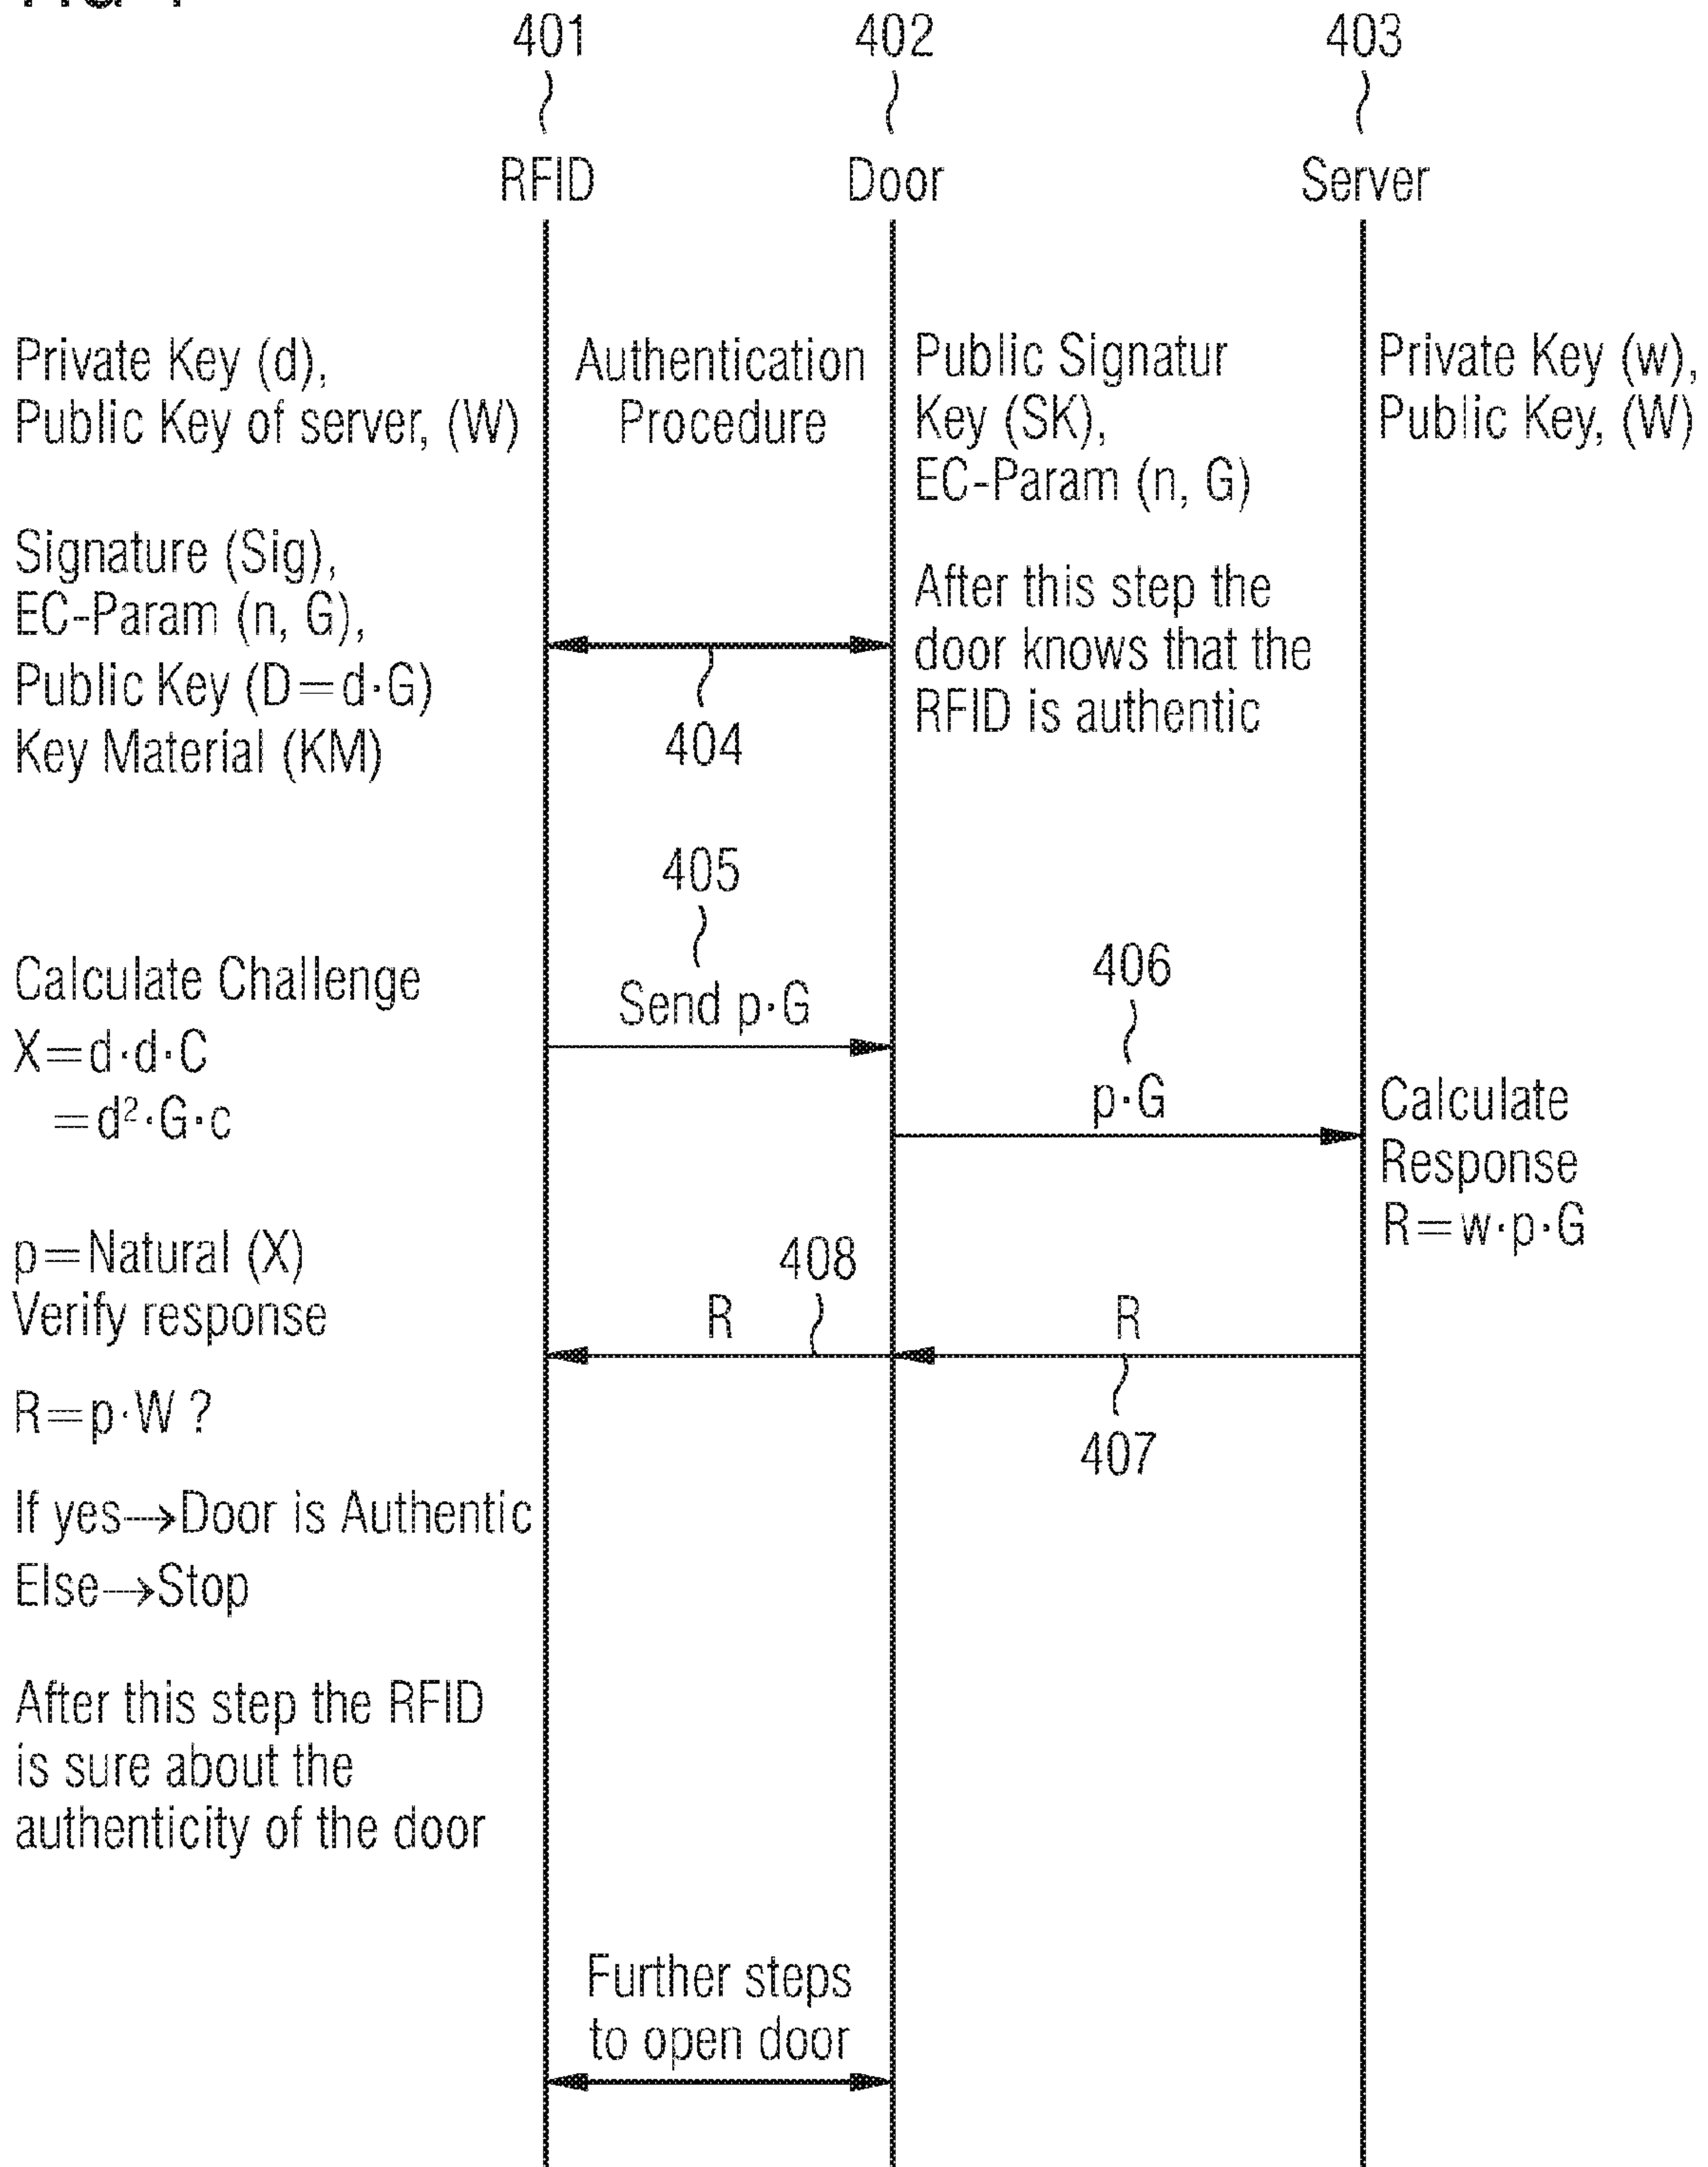 401
402
403
RFID
Door
Server
Private Key (d),
Public Key of server, (W)
Authentication
Procedure
Public Signatur
Key (SK),
EC-Param (n, G)
Private Key (w),
Public Key, (W)
Signature (Sig),
EC-Param (n, G),
Public Key (D=d·G)
Key Material (KM)
404
After this step the
door knows that the
RFID is authentic
405
Send p·G
406
p·G
Calculate Challenge
X=d·d·C
=d²·G·c
Calculate
Response
R=w·p·G
p=Natural (X)
Verify response
408
R
R
407
R=p·W ?
If yes→Door is Authentic
Else→Stop
After this step the RFID
is sure about the
authenticity of the door
Further steps
to open door